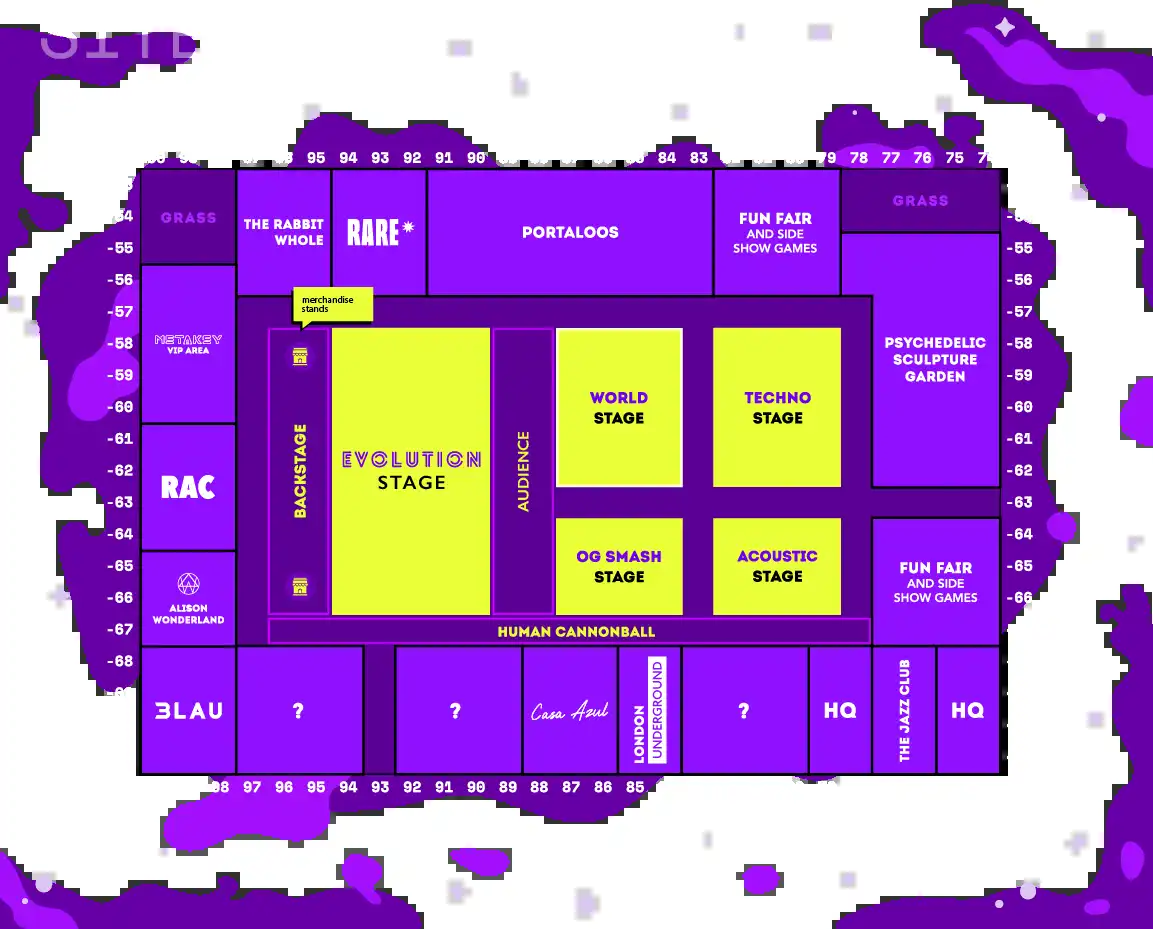 SITE
95 94 93 92 91 90 84 83 79 78 77 76 75
GRASS
THE RABBIT
WHOLE
RARE*
PORTALOOS
FUN FAIR
AND SIDE
SHOW GAMES
GRASS
-55 -55
-56 -56
-57 -57
-58 -58
-59 -59
-60 -60
-61 -61
-62 -62
-63 -63
-64 -64
-65 -65
-66 -66
-67
-68
merchandise
stands
METAKEY
VIP AREA
RAC
ALISON
WONDERLAND
BACKSTAGE
EVOLUTION
STAGE
AUDIENCE
WORLD
STAGE
TECHNO
STAGE
OG SMASH
STAGE
ACOUSTIC
STAGE
PSYCHEDELIC
SCULPTURE
GARDEN
FUN FAIR
AND SIDE
SHOW GAMES
HUMAN CANNONBALL
3LAU
?
?
Casa Azul
LONDON
UNDERGROUND
?
HQ
THE JAZZ CLUB
HQ
98 97 96 95 94 93 92 91 90 89 88 87 86 85